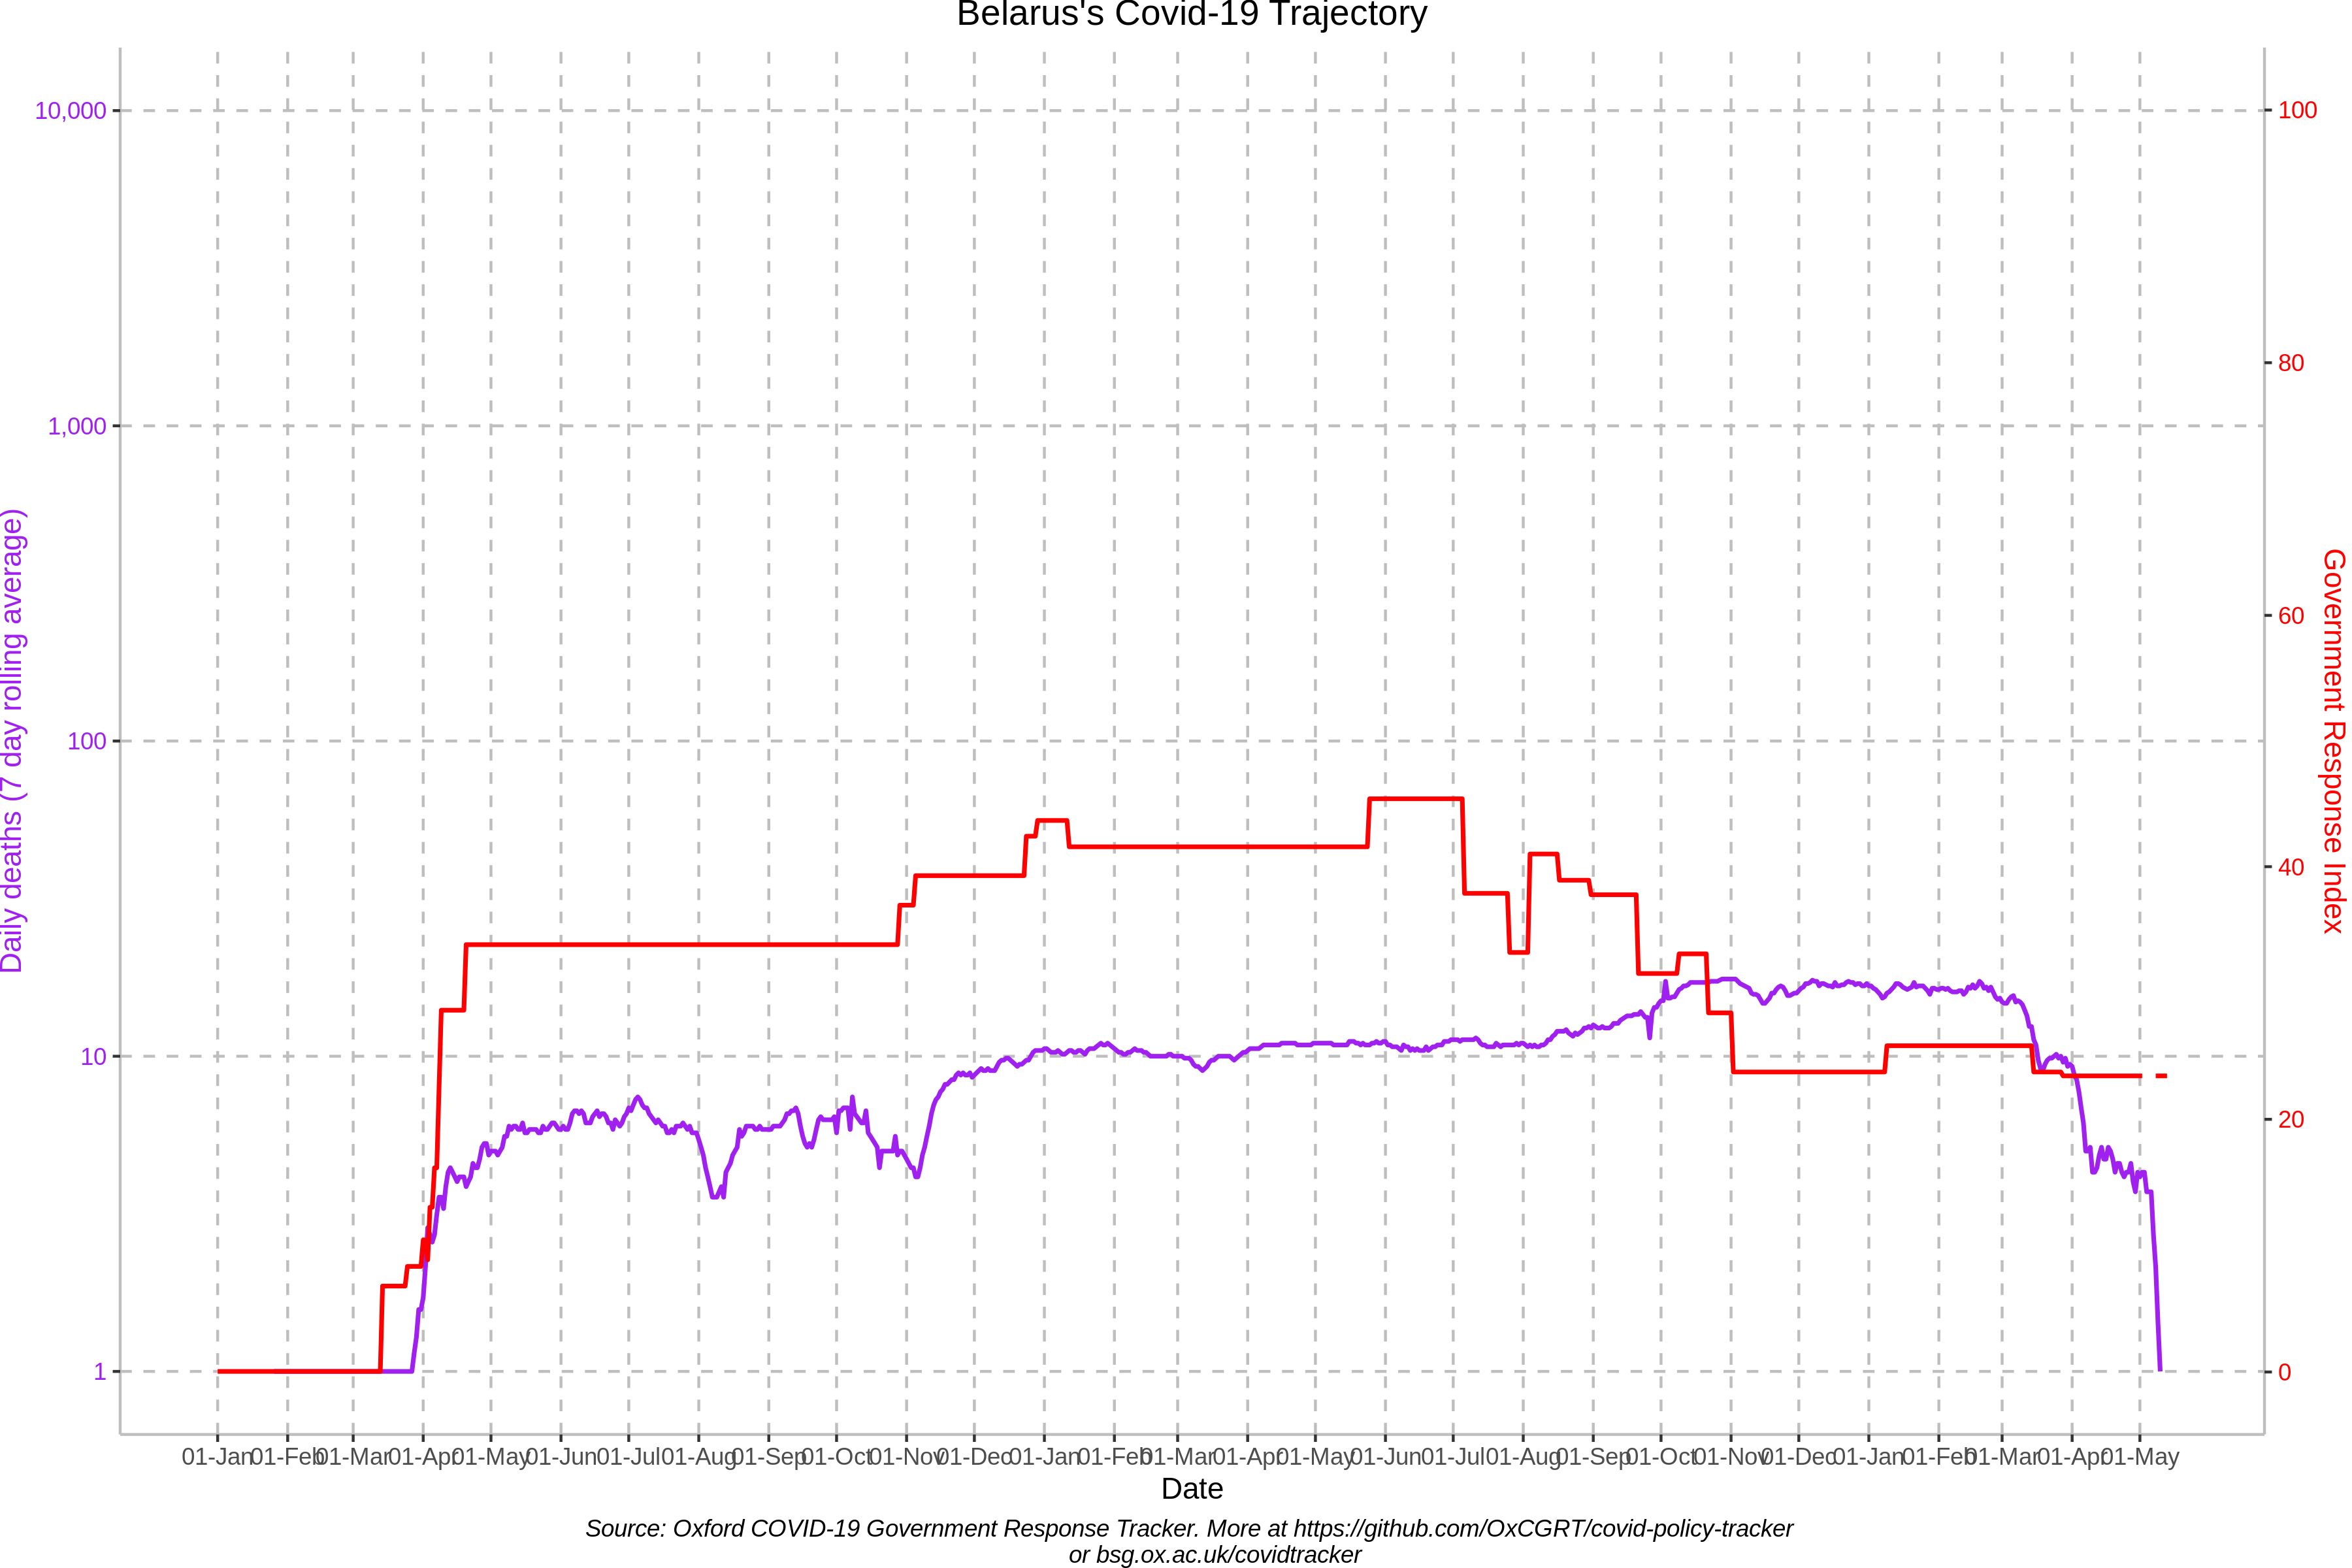 Belarus's Covid-19 Trajectory
10,000
1,000
100
10
1
Daily deaths (7 day rolling average)
100
80
60
40
20
0
Government Response Index
01-Jan 01-Feb 01-Mar 01-Apr 01-May 01-Jun 01-Jul 01-Aug 01-Sep 01-Oct 01-Nov 01-Dec 01-Jan 01-Feb 01-Mar 01-Apr 01-May 01-Jun 01-Jul 01-Aug 01-Sep 01-Oct 01-Nov 01-Dec 01-Jan 01-Feb 01-Mar 01-Apr 01-May
Date
Source: Oxford COVID-19 Government Response Tracker. More at https://github.com/OxCGRT/covid-policy-tracker
or bsg.ox.ac.uk/covidtracker